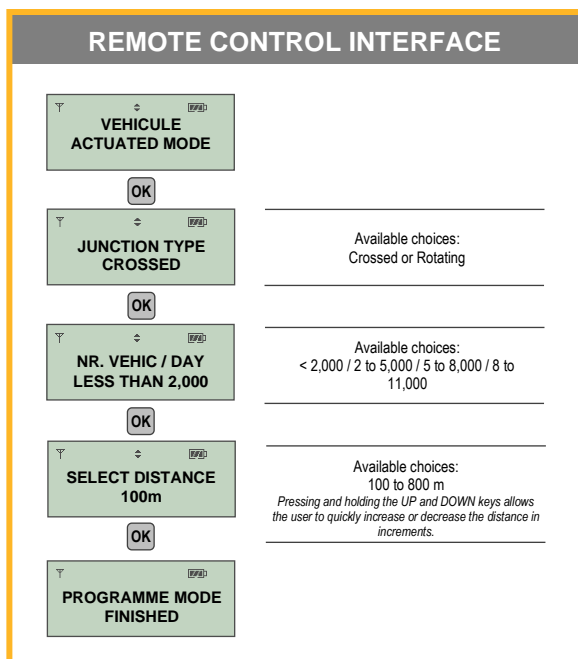 REMOTE CONTROL INTERFACE
VEHICULE
ACTUATED MODE
OK
JUNCTION TYPE
CROSSED
Available choices:
Crossed or Rotating
OK
NR. VEHIC / DAY
LESS THAN 2,000
Available choices:
< 2,000 / 2 to 5,000 / 5 to 8,000 / 8 to
11,000
OK
SELECT DISTANCE
100m
Available choices:
100 to 800 m
Pressing and holding the UP and DOWN keys allows
the user to quickly increase or decrease the distance in
increments.
OK
PROGRAMME MODE
FINISHED